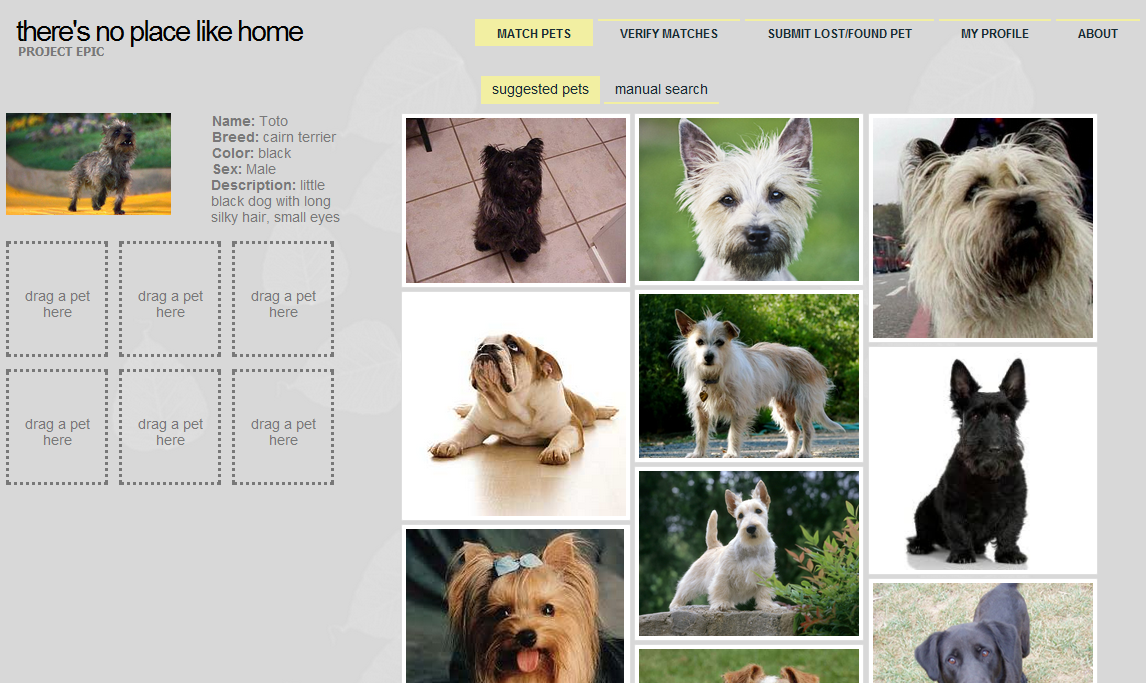 there's no place like home
PROJECT EPIC
MATCH PETS VERIFY MATCHES SUBMIT LOST/FOUND PET MY PROFILE ABOUT
suggested pets manual search
Name: Toto
Breed: cairn terrier
Color: black
Sex: Male
Description: little
black dog with long
silky hair, small eyes
drag a pet
here
drag a pet
here
drag a pet
here
drag a pet
here
drag a pet
here
drag a pet
here